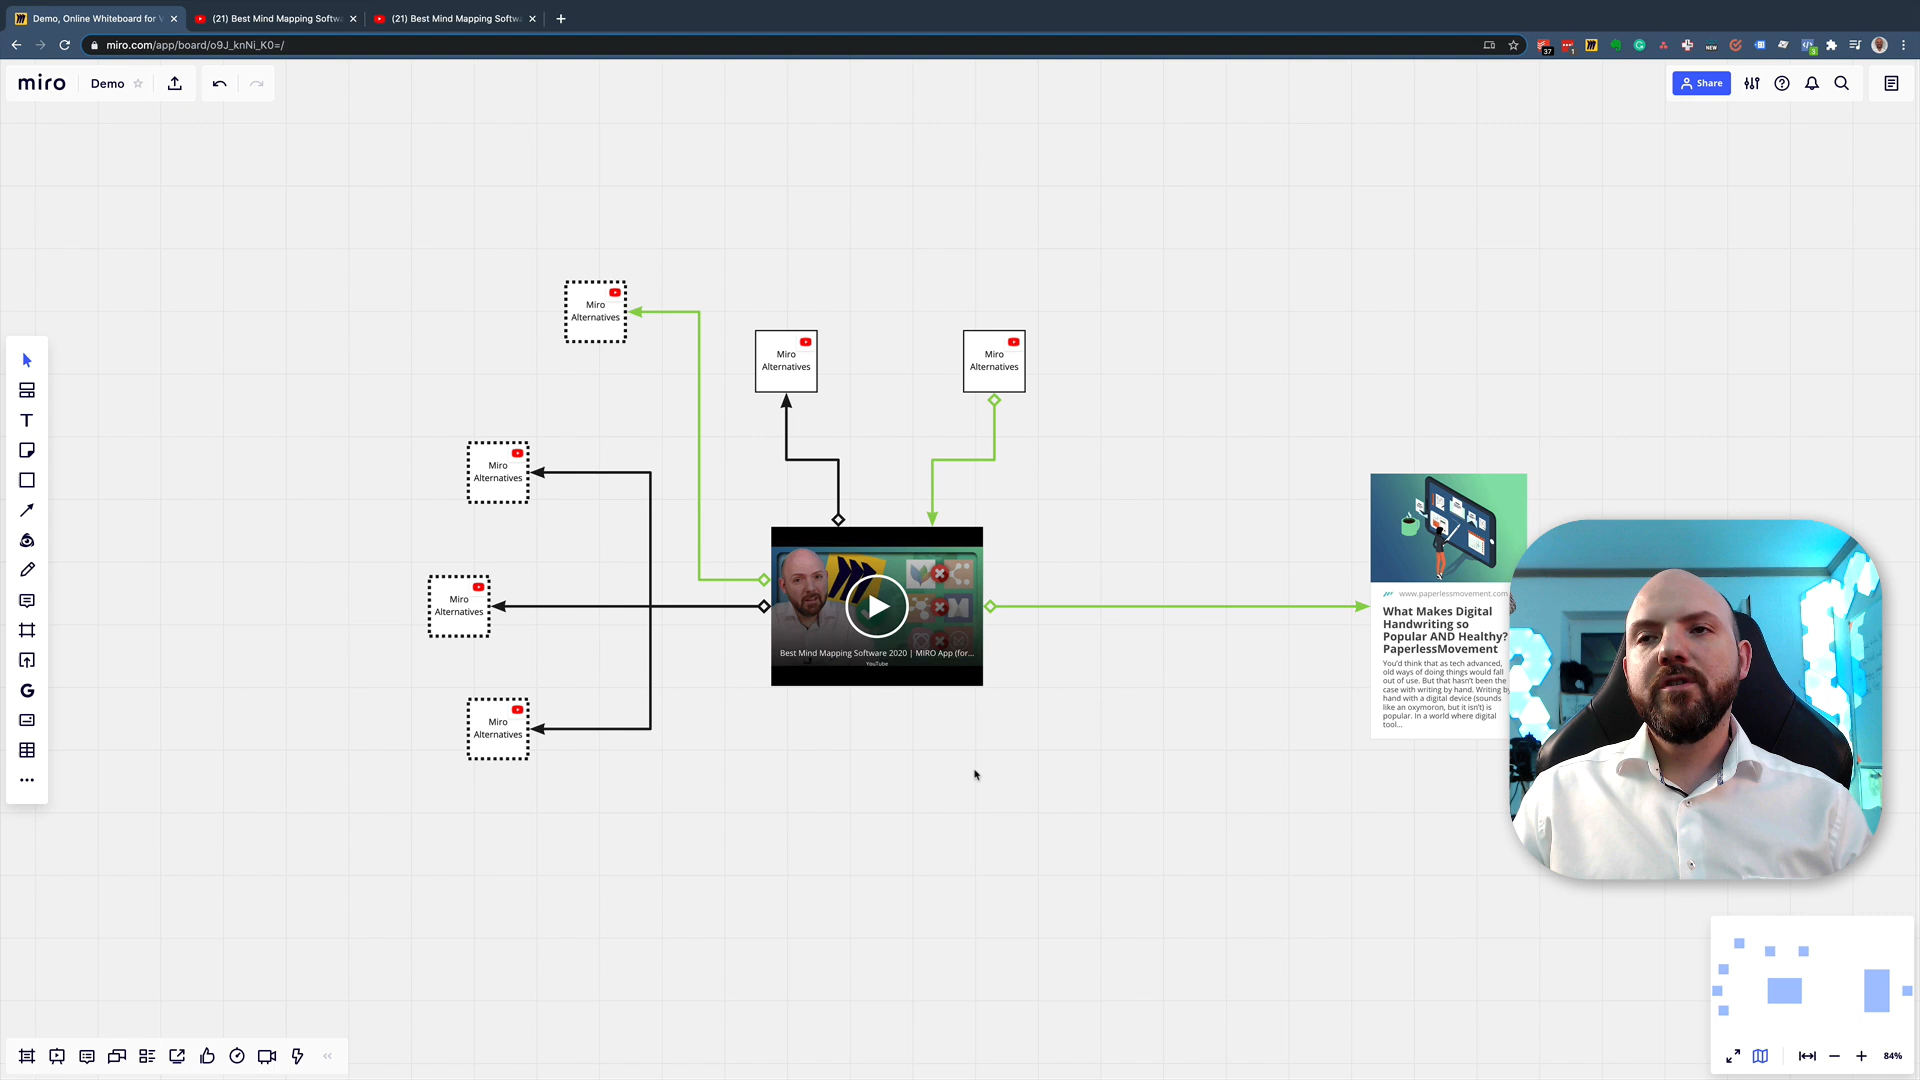 Demo, Online Whiteboard for
(21) Best Mind Mapping Softw
(21) Best Mind Mapping Softw
miro.com/app/board/o9J_knNi_K0=/
37
1
NEW
3
miro
Demo
Share
Miro
Alternatives
Miro
Alternatives
Miro
Alternatives
Miro
Alternatives
Miro
Alternatives
Miro
Alternatives
Best Mind Mapping Software 2020 | MIRO App (for...
YouTube
www.paperlessmovement.com
What Makes Digital
Handwriting so
Popular AND Healthy?
PaperlessMovement
You'd think that as tech advanced,
old ways of doing things would fall
out of use. But that hasn't been the
case with writing by hand. Writing by
hand with a digital device (sounds
like an oxymoron, but it isn't) is
popular. In a world where digital
tool...
84%